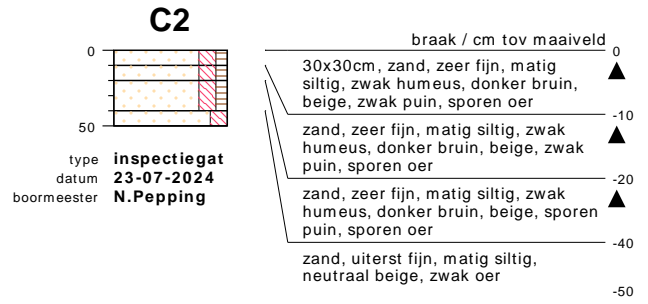 C2
braak / cm tov maaiveld
0
0
30x30cm, zand, zeer fijn, matig
siltig, zwak humeus, donker bruin,
beige, zwak puin, sporen oer
-10
zand, zeer fijn, matig siltig, zwak
humeus, donker bruin, beige, zwak
puin, sporen oer
-20
zand, zeer fijn, matig siltig, zwak
humeus, donker bruin, beige, sporen
puin, sporen oer
-40
zand, uiterst fijn, matig siltig,
neutraal beige, zwak oer
-50
50
type inspectiegat
datum 23-07-2024
boormeester N.Pepping